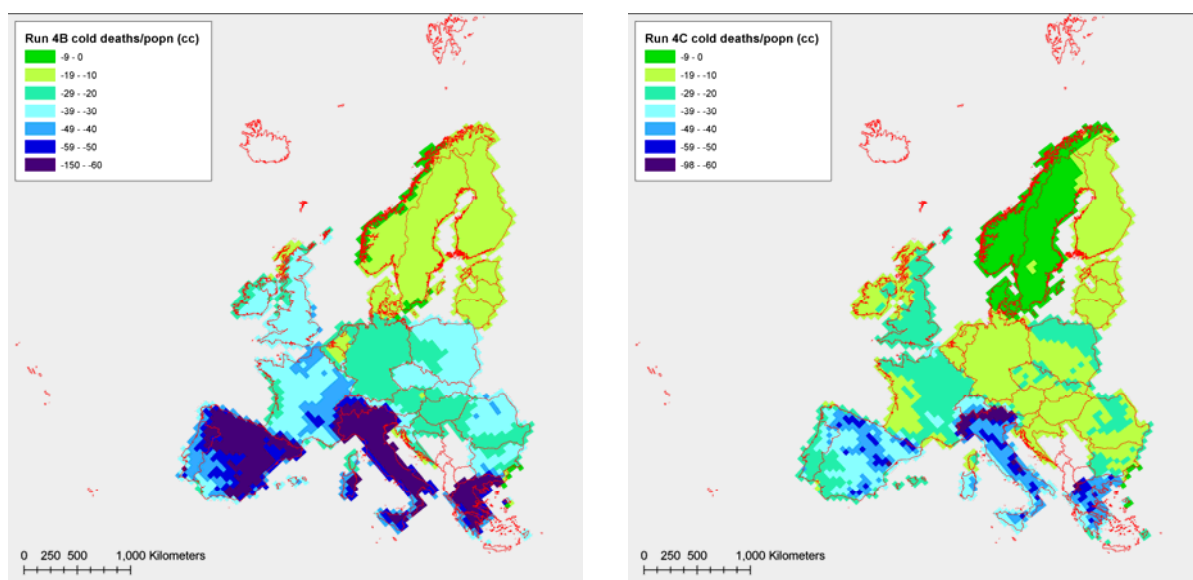 Run 4B cold deaths/popn (cc)
-9 - 0
-19 - -10
-29 - -20
-39 - -30
-49 - -40
-59 - -50
-150 - -60
0 250 500 1,000 Kilometers
Run 4C cold deaths/popn (cc)
-9 - 0
-19 - -10
-29 - -20
-39 - -30
-49 - -40
-59 - -50
-98 - -60
0 250 500 1,000 Kilometers